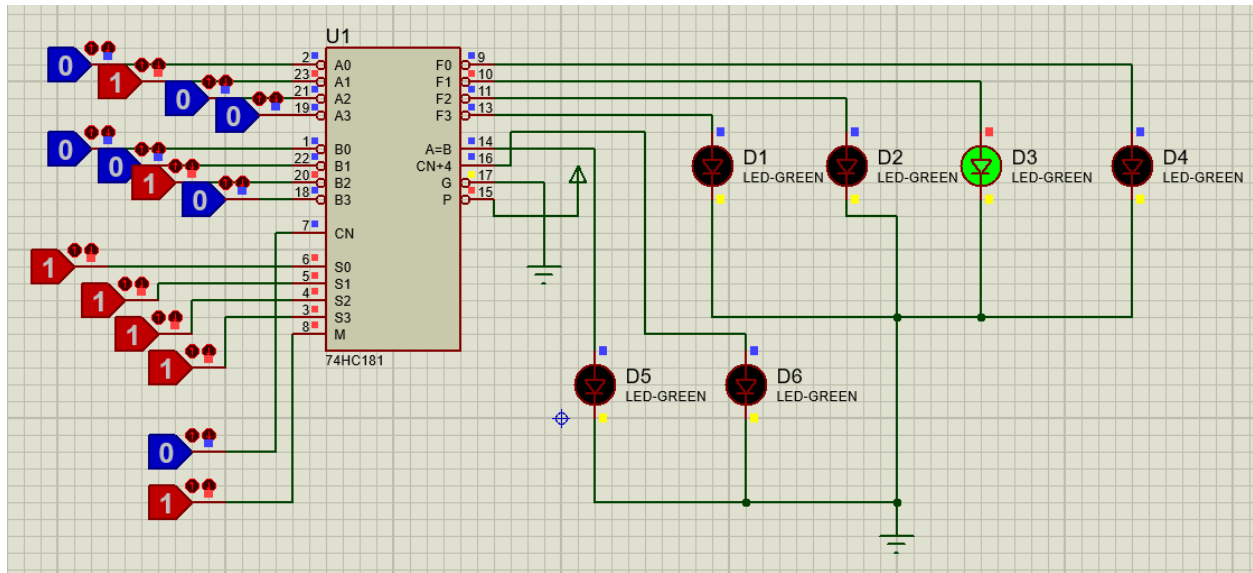 U1
0
1
0
0
0
0
1
0
1
1
1
1
0
1
2 A0
23 A1
21 A2
19 A3
1 B0
22 B1
20 B2
18 B3
7 CN
6 S0
5 S1
4 S2
3 S3
8 M
F0 9
F1 10
F2 11
F3 13
A=B 14
CN+4 16
G 17
P 15
74HC181
D1
LED-GREEN
D2
LED-GREEN
D3
LED-GREEN
D4
LED-GREEN
D5
LED-GREEN
D6
LED-GREEN